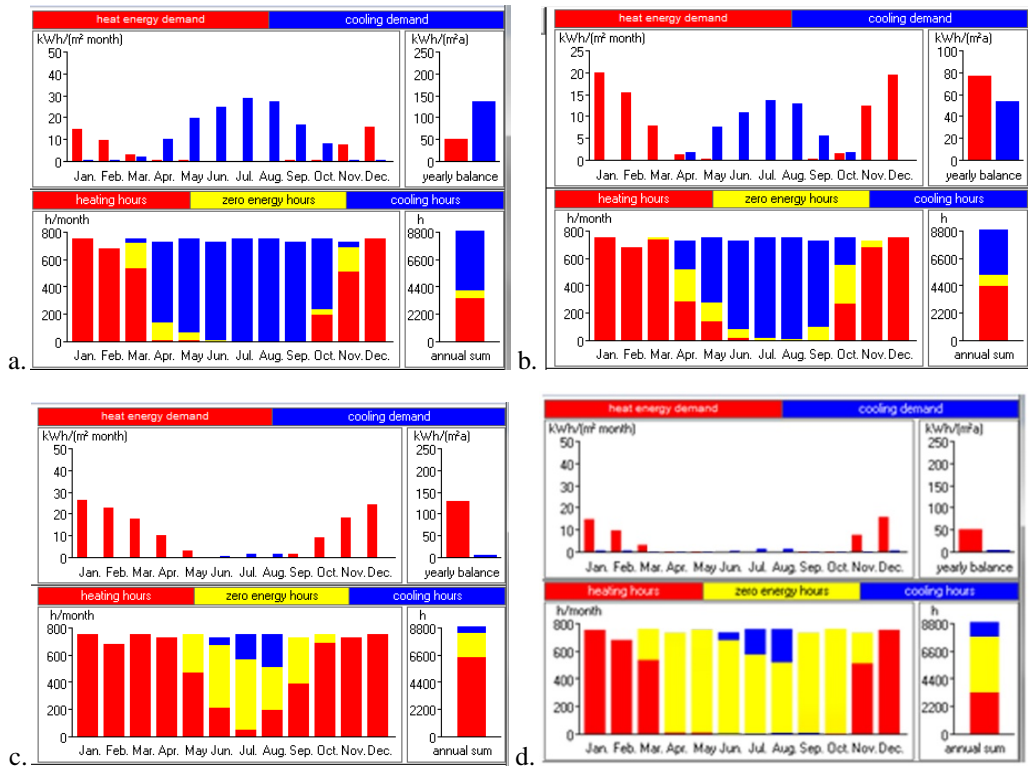 heat energy demand cooling demand
kWh/(m² month) kWh/(m²a)
50 250
40 200
30 150
20 100
10 50
0 0
Jan. Feb. Mar. Apr. May Jun. Jul. Aug. Sep. Oct. Nov. Dec. yearly balance
heating hours zero energy hours cooling hours
h/month h
800 8800
600 6600
400 4400
200 2200
0 0
Jan. Feb. Mar. Apr. May Jun. Jul. Aug. Sep. Oct. Nov. Dec. annual sum
a.
heat energy demand cooling demand
kWh/(m² month) kWh/(m²a)
25 100
20 80
15 60
10 40
5 20
0 0
Jan. Feb. Mar. Apr. May Jun. Jul. Aug. Sep. Oct. Nov. Dec. yearly balance
heating hours zero energy hours cooling hours
h/month h
800 8800
600 6600
400 4400
200 2200
0 0
Jan. Feb. Mar. Apr. May Jun. Jul. Aug. Sep. Oct. Nov. Dec. annual sum
b.
heat energy demand cooling demand
kWh/(m² month) kWh/(m²a)
50 250
40 200
30 150
20 100
10 50
0 0
Jan. Feb. Mar. Apr. May Jun. Jul. Aug. Sep. Oct. Nov. Dec. yearly balance
heating hours zero energy hours cooling hours
h/month h
800 8800
600 6600
400 4400
200 2200
0 0
Jan. Feb. Mar. Apr. May Jun. Jul. Aug. Sep. Oct. Nov. Dec. annual sum
c.
heat energy demand cooling demand
kWh/(m² month) kWh/(m²a)
50 250
40 200
30 150
20 100
10 50
0 0
Jan. Feb. Mar. Apr. May Jun. Jul. Aug. Sep. Oct. Nov. Dec. yearly balance
heating hours zero energy hours cooling hours
h/month h
800 8800
600 6600
400 4400
200 2200
0 0
Jan. Feb. Mar. Apr. May Jun. Jul. Aug. Sep. Oct. Nov. Dec. annual sum
d.